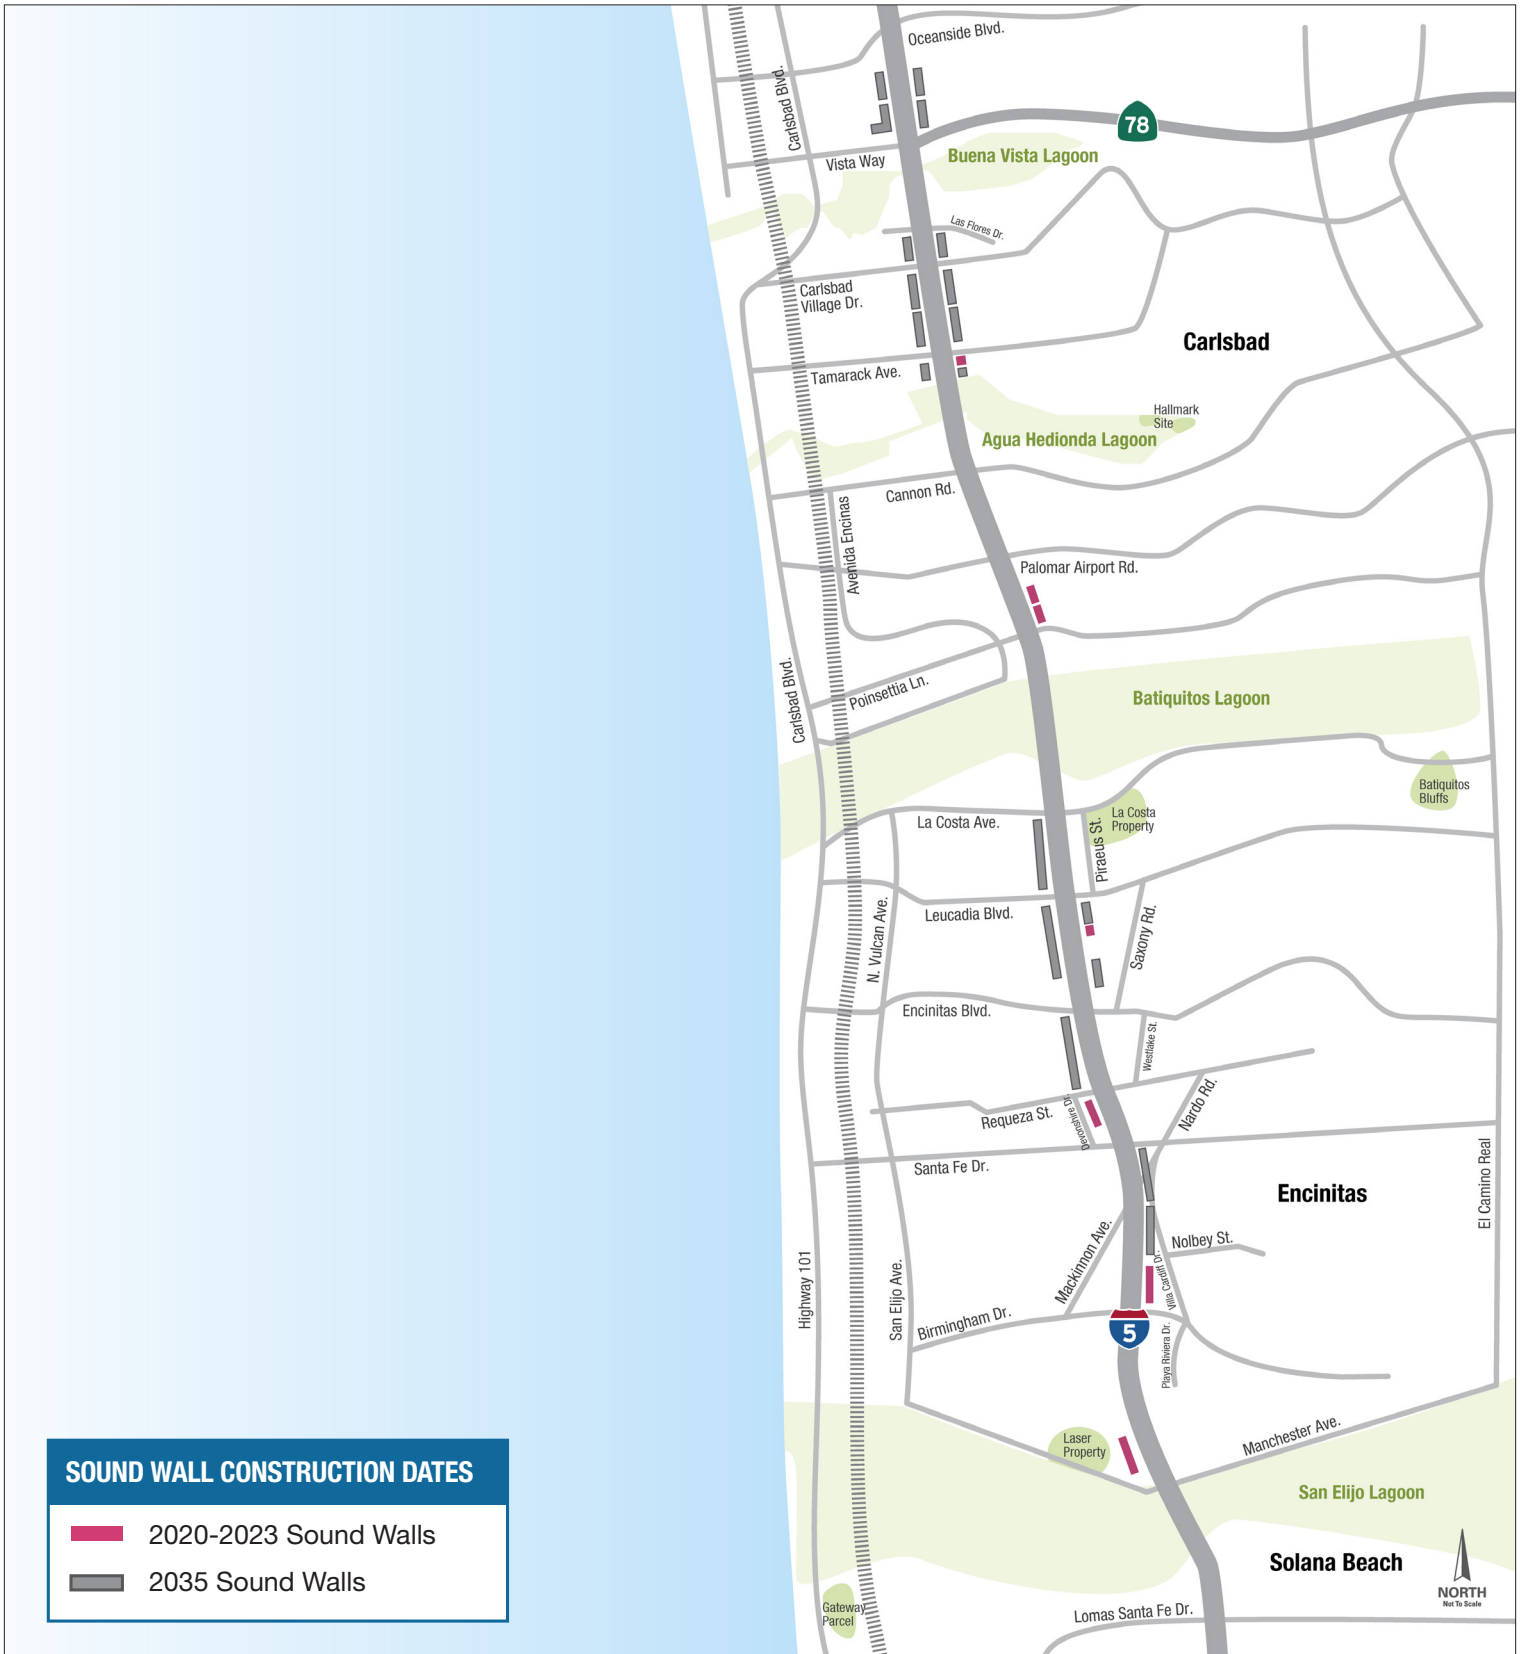 Oceanside Blvd.
Carlsbad Blvd.
78
Vista Way
Buena Vista Lagoon
Las Flores Dr.
Carlsbad
Village Dr.
Carlsbad
Tamarack Ave.
Hallmark
Site
Agua Hedionda Lagoon
Cannon Rd.
Avenida Encinas
Palomar Airport Rd.
Carlsbad Blvd.
Poinsettia Ln.
Batiquitos Lagoon
Batiquitos
Bluffs
La Costa Ave.
La Costa
Property
Piraeus St.
Leucadia Blvd.
N. Vulcan Ave.
Saxony Rd.
Encinitas Blvd.
Westlake St.
Requeza St.
Devonshire Dr.
Nardo Rd.
Santa Fe Dr.
Encinitas
El Camino Real
Mackinnon Ave.
Nolbey St.
Villa Cardiff Dr.
Highway 101
San Elijo Ave.
Birmingham Dr.
5
Playa Riviera Dr.
Laser
Property
Manchester Ave.
San Elijo Lagoon
Solana Beach
NORTH
Not To Scale
Gateway
Parcel
Lomas Santa Fe Dr.
SOUND WALL CONSTRUCTION DATES
2020-2023 Sound Walls
2035 Sound Walls